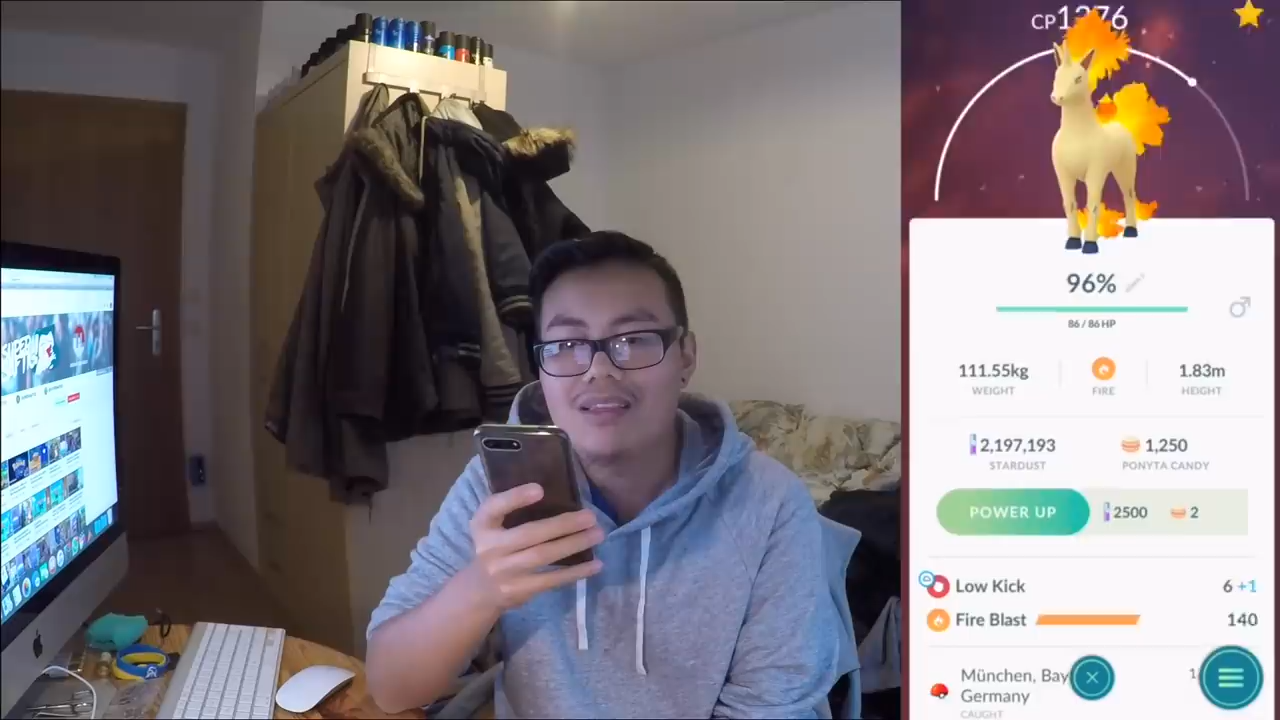 CP1376
96%
86 / 86 HP
111.55kg
WEIGHT
FIRE
1.83m
HEIGHT
2,197,193
STARDUST
1,250
PONYTA CANDY
POWER UP
2500
2
Low Kick
6 +1
Fire Blast
140
München, Bay
Germany
CAUGHT